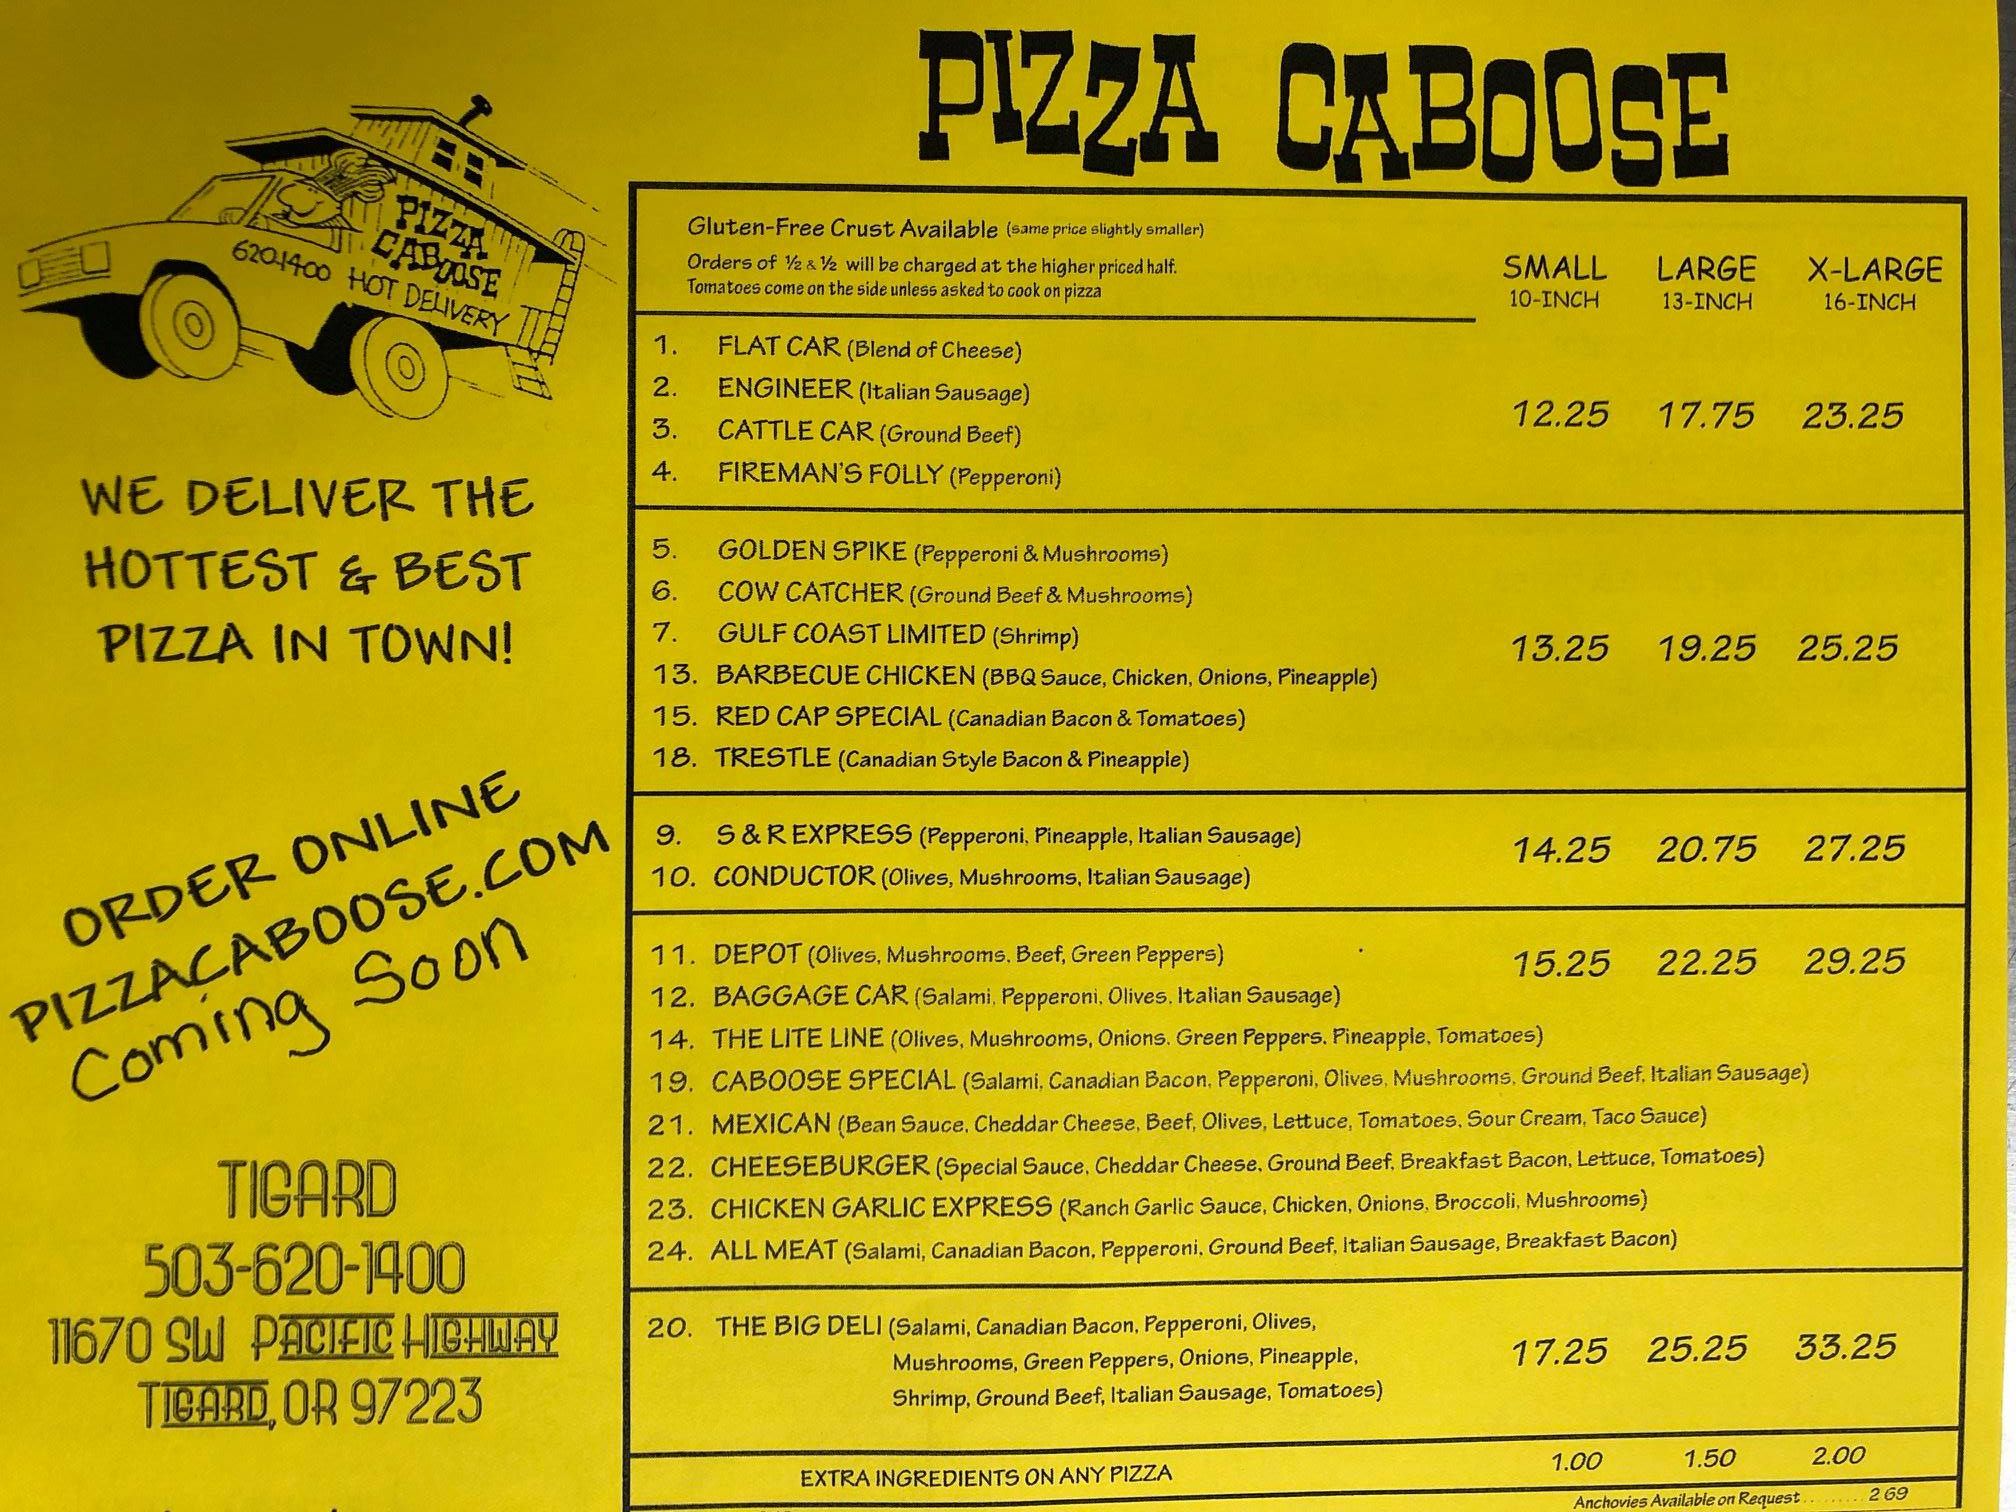 PIZZA CABOOSE
PIZZA
CABOOSE
620-1400 HOT DELIVERY
WE DELIVER THE
HOTTEST & BEST
PIZZA IN TOWN!
ORDER ONLINE
PIZZACABOOSE.COM
Coming Soon
TIGARD
503-620-1400
11670 SW PACIFIC HIGHWAY
TIGARD, OR 97223
Gluten-Free Crust Available (same price slightly smaller)
Orders of ½ & ½ will be charged at the higher priced half.
Tomatoes come on the side unless asked to cook on pizza
SMALL LARGE X-LARGE
10-INCH 13-INCH 16-INCH
1. FLAT CAR (Blend of Cheese)
2. ENGINEER (Italian Sausage)
12.25 17.75 23.25
3. CATTLE CAR (Ground Beef)
4. FIREMAN'S FOLLY (Pepperoni)
5. GOLDEN SPIKE (Pepperoni & Mushrooms)
6. COW CATCHER (Ground Beef & Mushrooms)
7. GULF COAST LIMITED (Shrimp)
13.25 19.25 25.25
13. BARBECUE CHICKEN (BBQ Sauce, Chicken, Onions, Pineapple)
15. RED CAP SPECIAL (Canadian Bacon & Tomatoes)
18. TRESTLE (Canadian Style Bacon & Pineapple)
9. S & R EXPRESS (Pepperoni, Pineapple, Italian Sausage) 14.25 20.75 27.25
10. CONDUCTOR (Olives, Mushrooms, Italian Sausage)
11. DEPOT (Olives, Mushrooms, Beef, Green Peppers) 15.25 22.25 29.25
12. BAGGAGE CAR (Salami, Pepperoni, Olives, Italian Sausage)
14. THE LITE LINE (Olives, Mushrooms, Onions, Green Peppers, Pineapple, Tomatoes)
19. CABOOSE SPECIAL (Salami, Canadian Bacon, Pepperoni, Olives, Mushrooms, Ground Beef, Italian Sausage)
21. MEXICAN (Bean Sauce, Cheddar Cheese, Beef, Olives, Lettuce, Tomatoes, Sour Cream, Taco Sauce)
22. CHEESEBURGER (Special Sauce, Cheddar Cheese, Ground Beef, Breakfast Bacon, Lettuce, Tomatoes)
23. CHICKEN GARLIC EXPRESS (Ranch Garlic Sauce, Chicken, Onions, Broccoli, Mushrooms)
24. ALL MEAT (Salami, Canadian Bacon, Pepperoni, Ground Beef, Italian Sausage, Breakfast Bacon)
20. THE BIG DELI (Salami, Canadian Bacon, Pepperoni, Olives,
Mushrooms, Green Peppers, Onions, Pineapple, 17.25 25.25 33.25
Shrimp, Ground Beef, Italian Sausage, Tomatoes)
EXTRA INGREDIENTS ON ANY PIZZA 1.00 1.50 2.00
Anchovies Available on Request......... 2 69